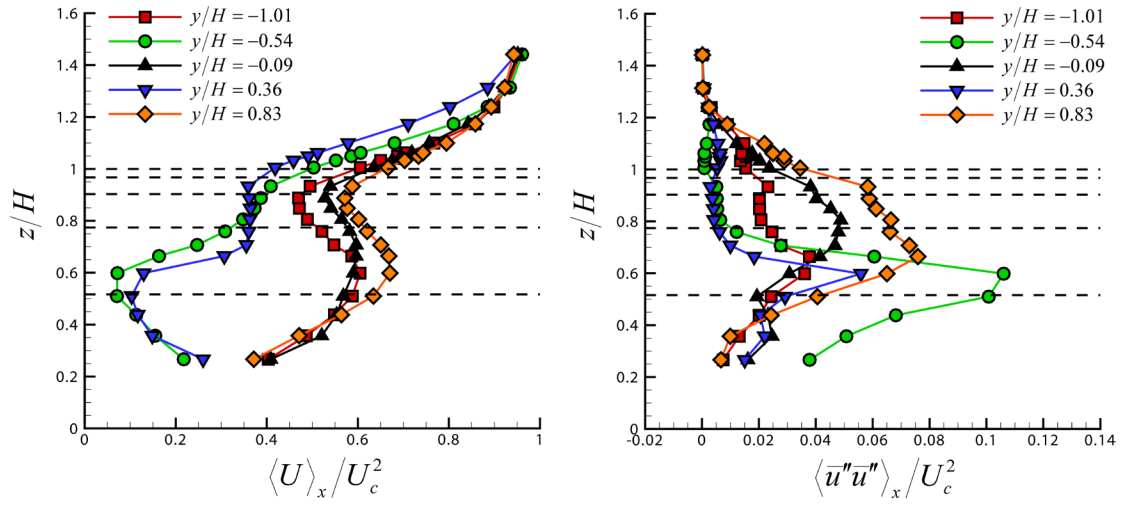 1.6
1.4
1.2
1
0.8
0.6
0.4
0.2
0
z/H
y/H = −1.01
y/H = −0.54
y/H = −0.09
y/H = 0.36
y/H = 0.83
0 0.2 0.4 0.6 0.8 1
⟨U⟩ₓ/U_c²
1.6
1.4
1.2
1
0.8
0.6
0.4
0.2
0
z/H
y/H = −1.01
y/H = −0.54
y/H = −0.09
y/H = 0.36
y/H = 0.83
-0.02 0 0.02 0.04 0.06 0.08 0.1 0.12 0.14
⟨u̅″u̅″⟩ₓ/U_c²